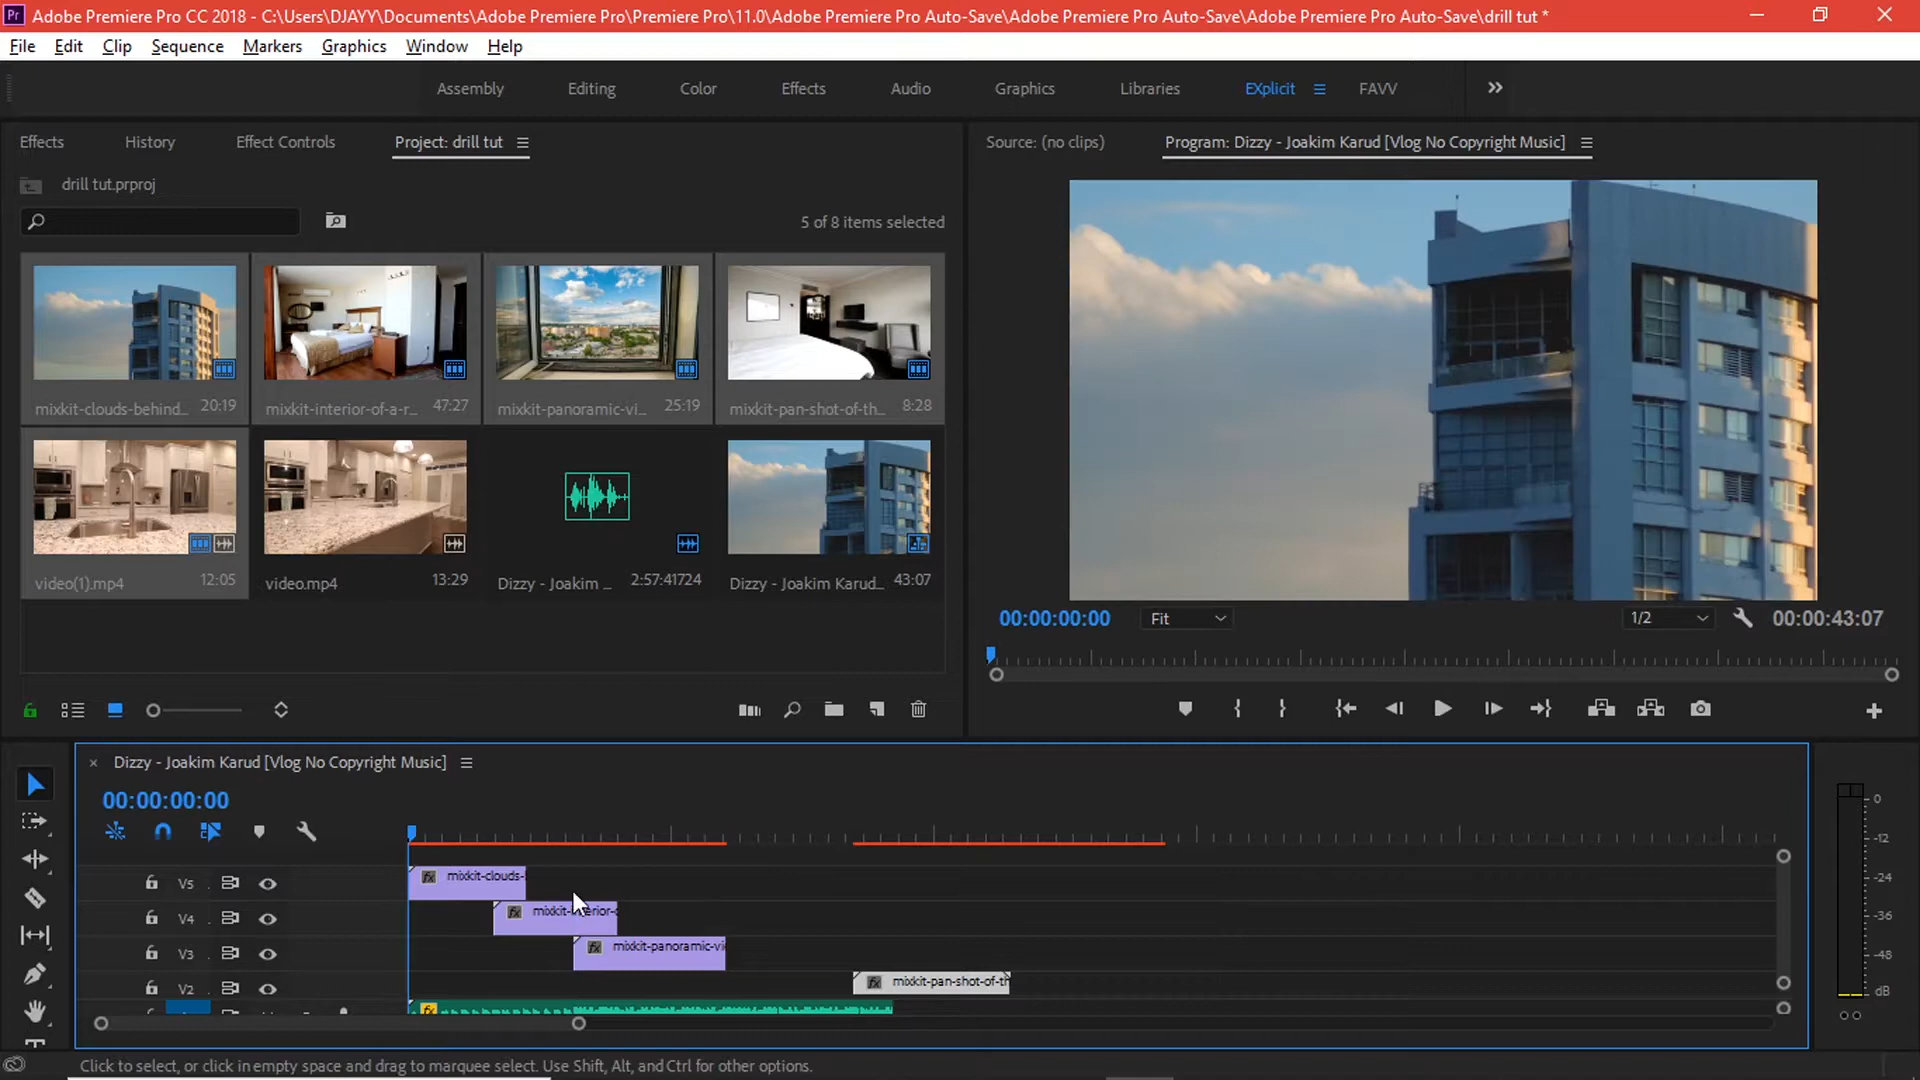 Pr Adobe Premiere Pro CC 2018 - C:\Users\DJAYY\Documents\Adobe Premiere Pro\Premiere Pro\11.0\Adobe Premiere Pro Auto-Save\Adobe Premiere Pro Auto-Save\Adobe Premiere Pro Auto-Save\drill tut *
File Edit Clip Sequence Markers Graphics Window Help
Assembly Editing Color Effects Audio Graphics Libraries EXplicit FAVV
Effects History Effect Controls Project: drill tut Source: (no clips) Program: Dizzy - Joakim Karud [Vlog No Copyright Music]
drill tut.prproj
5 of 8 items selected
mixkit-clouds-behind... 20:19 mixkit-interior-of-a-r... 47:27 mixkit-panoramic-vi... 25:19 mixkit-pan-shot-of-th... 8:28
video(1).mp4 12:05 video.mp4 13:29 Dizzy - Joakim ... 2:57:41724 Dizzy - Joakim Karud... 43:07
00:00:00:00 Fit 1/2 00:00:43:07
× Dizzy - Joakim Karud [Vlog No Copyright Music]
00:00:00:00
V5 fx mixkit-clouds-
V4 fx
V3 fx mixkit-panoramic-vi
V2 fx mixkit-pan-shot-of-th
fx
0
-12
-24
-36
-48
dB
Click to select, or click in empty space and drag to marquee select. Use Shift, Alt, and Ctrl for other options.